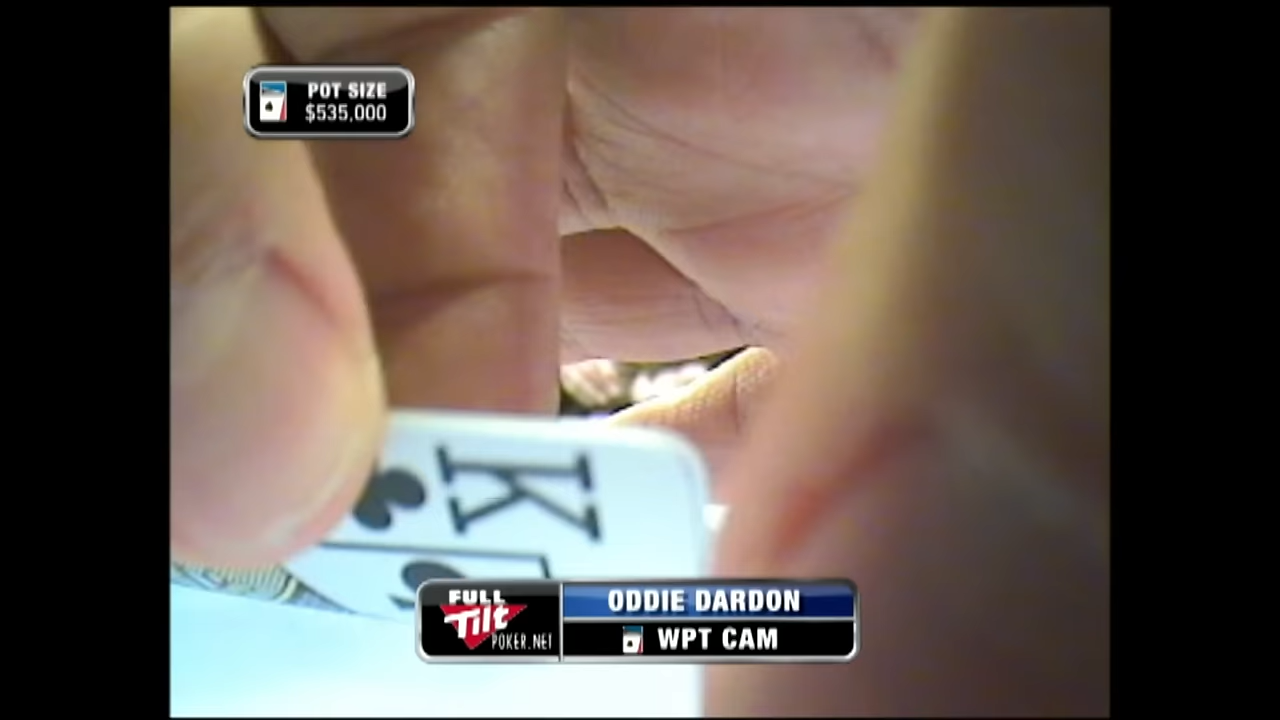 POT SIZE
$535,000
K
FULL
Tilt
POKER.NET
ODDIE DARDON
WPT CAM